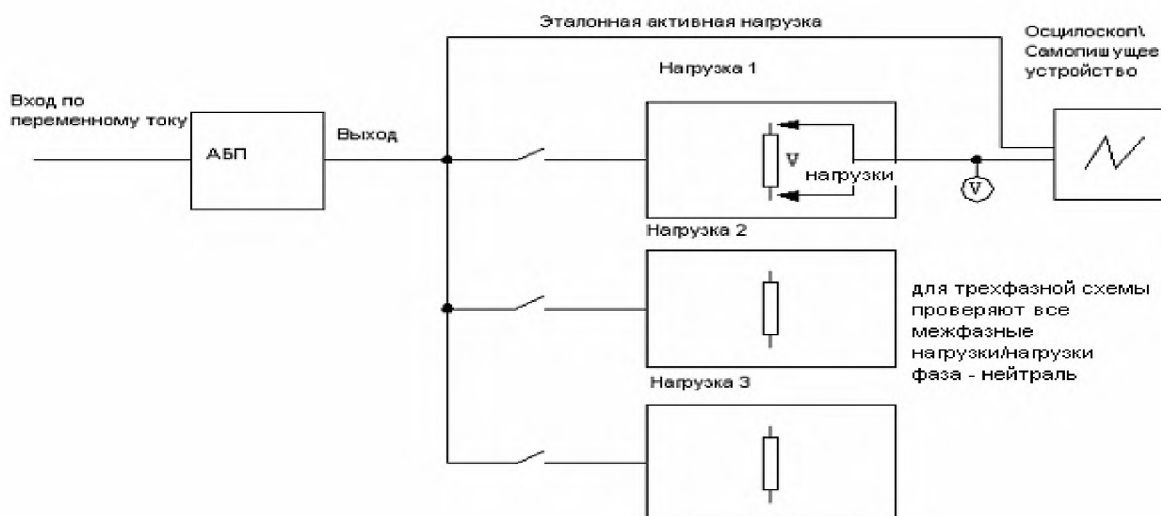 Эталонная активная нагрузка
Осцилоскоп\
Самопишущее
устройство
Нагрузка 1
Вход по
переменному току
АБП
Выход
V
нагрузки
V
Нагрузка 2
для трехфазной схемы
проверяют все
межфазные
нагрузки/нагрузки
фаза - нейтраль
Нагрузка 3